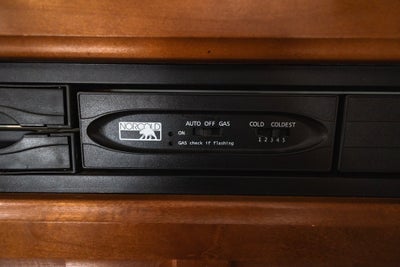 NORCOLD
AUTO OFF GAS
ON
GAS check if flashing
COLD COLDEST
1 2 3 4 5